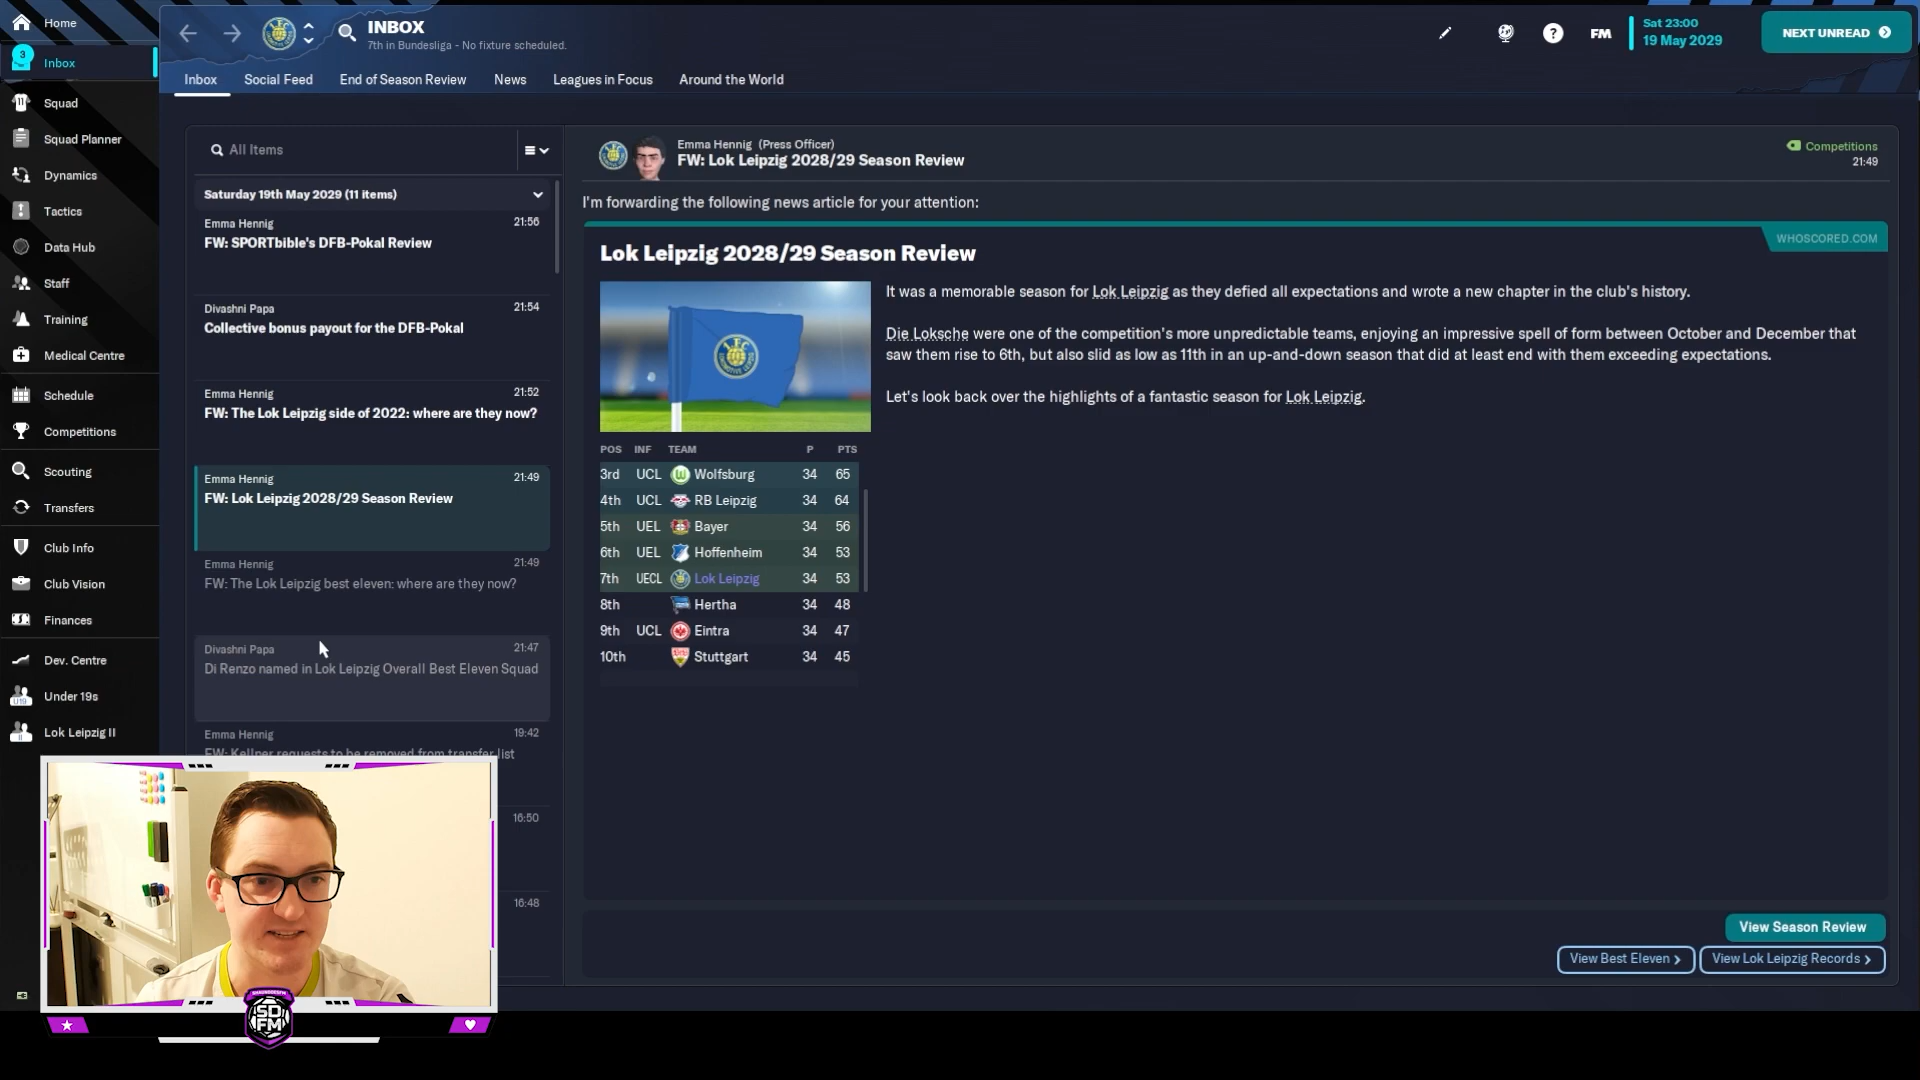 Home
3
Inbox
Squad
Squad Planner
Dynamics
Tactics
Data Hub
Staff
Training
Medical Centre
Schedule
Competitions
Scouting
Transfers
Club Info
Club Vision
Finances
Dev. Centre
Under 19s
Lok Leipzig II
INBOX
7th in Bundesliga - No fixture scheduled.
?
FM
Sat 23:00
19 May 2029
NEXT UNREAD
Inbox
Social Feed
End of Season Review
News
Leagues in Focus
Around the World
All Items
Saturday 19th May 2029 (11 items)
Emma Hennig 21:56
FW: SPORTbible's DFB-Pokal Review
Divashni Papa 21:54
Collective bonus payout for the DFB-Pokal
Emma Hennig 21:52
FW: The Lok Leipzig side of 2022: where are they now?
Emma Hennig 21:49
FW: Lok Leipzig 2028/29 Season Review
Emma Hennig 21:49
FW: The Lok Leipzig best eleven: where are they now?
Divashni Papa 21:47
Di Renzo named in Lok Leipzig Overall Best Eleven Squad
Emma Hennig 19:42
FW: Kellner requests to be removed from transfer list
16:50
16:48
Emma Hennig (Press Officer)
FW: Lok Leipzig 2028/29 Season Review
Competitions
21:49
I'm forwarding the following news article for your attention:
WHOSCORED.COM
Lok Leipzig 2028/29 Season Review
It was a memorable season for Lok Leipzig as they defied all expectations and wrote a new chapter in the club's history.
Die Loksche were one of the competition's more unpredictable teams, enjoying an impressive spell of form between October and December that
saw them rise to 6th, but also slid as low as 11th in an up-and-down season that did at least end with them exceeding expectations.
Let's look back over the highlights of a fantastic season for Lok Leipzig.
POS INF TEAM P PTS
3rd UCL Wolfsburg 34 65
4th UCL RB Leipzig 34 64
5th UEL Bayer 34 56
6th UEL Hoffenheim 34 53
7th UECL Lok Leipzig 34 53
8th Hertha 34 48
9th UCL Eintra 34 47
10th Stuttgart 34 45
View Season Review
View Best Eleven
View Lok Leipzig Records
SD
FM